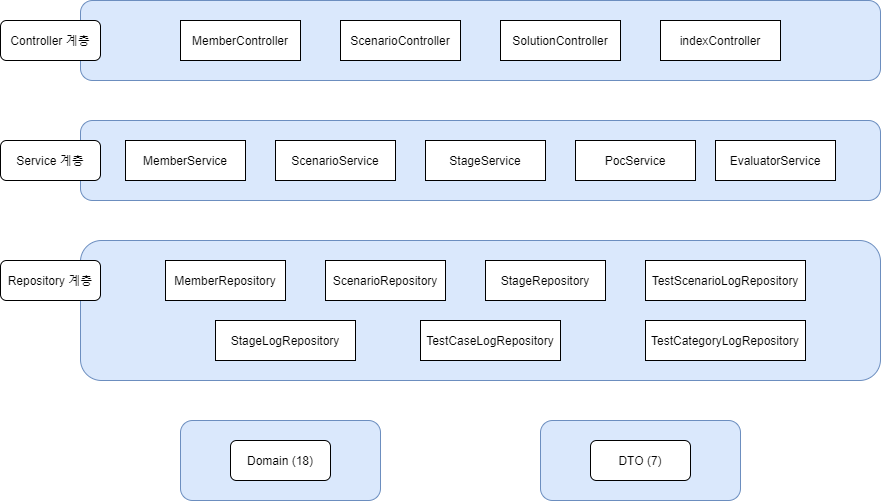 Controller 계층
MemberController
ScenarioController
SolutionController
indexController
Service 계층
MemberService
ScenarioService
StageService
PocService
EvaluatorService
Repository 계층
MemberRepository
ScenarioRepository
StageRepository
TestScenarioLogRepository
StageLogRepository
TestCaseLogRepository
TestCategoryLogRepository
Domain (18)
DTO (7)